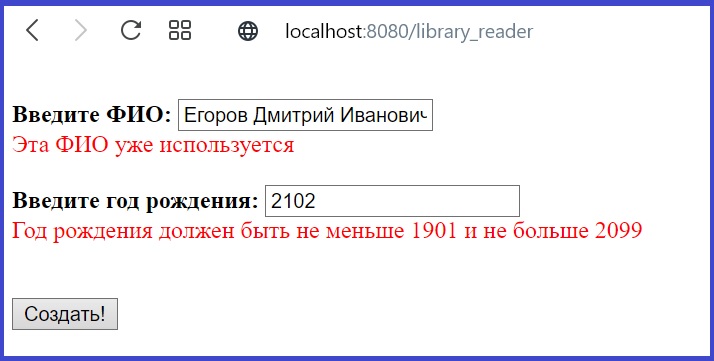 localhost:8080/library_reader
Введите ФИО: Егоров Дмитрий Иванович
Эта ФИО уже используется
Введите год рождения: 2102
Год рождения должен быть не меньше 1901 и не больше 2099
Создать!